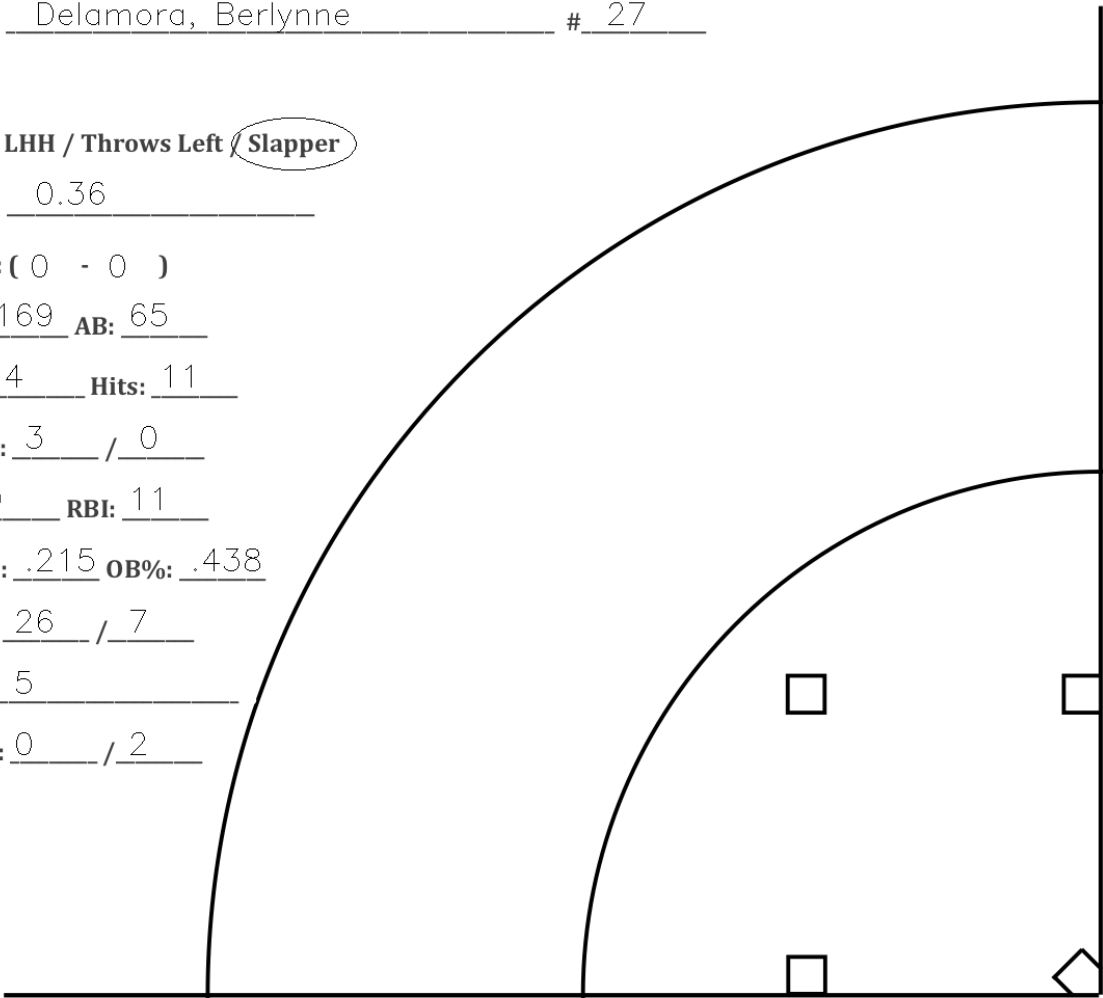 Delamora, Berlynne # 27
LHH / Throws Left / Slapper
0.36
: ( 0 - 0 )
169 AB: 65
4 Hits: 11
: 3 / 0
RBI: 11
: .215 OB%: .438
26 / 7
5
: 0 / 2